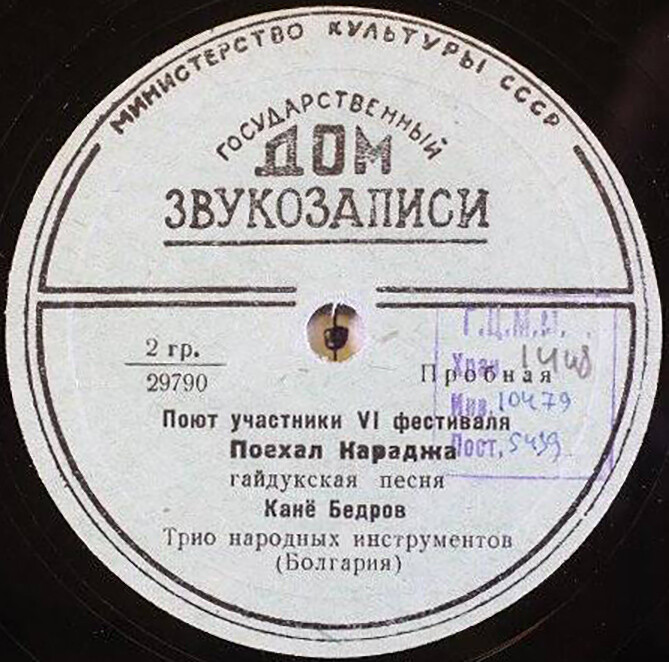 МИНИСТЕРСТВО КУЛЬТУРЫ СССР
ГОСУДАРСТВЕННЫЙ
ДОМ
ЗВУКОЗАПИСИ
2 гр.
29790
Г.Ц.М.М.
Пробная
Хран. 1448
Инв. 10479
Поют участники VI фестиваля
Поехал Караджа
Пост. 5499
гайдукская песня
Канё Бедров
Трио народных инструментов
(Болгария)